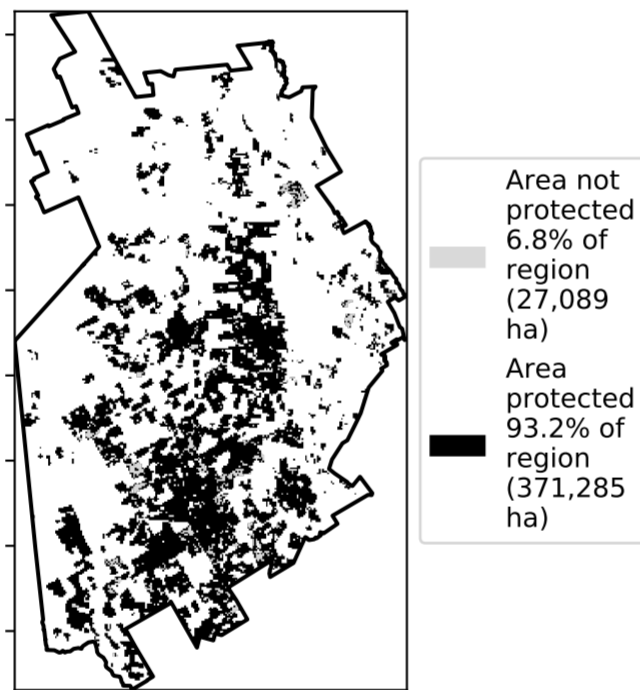 Area not
protected
6.8% of
region
(27,089
ha)
Area
protected
93.2% of
region
(371,285
ha)